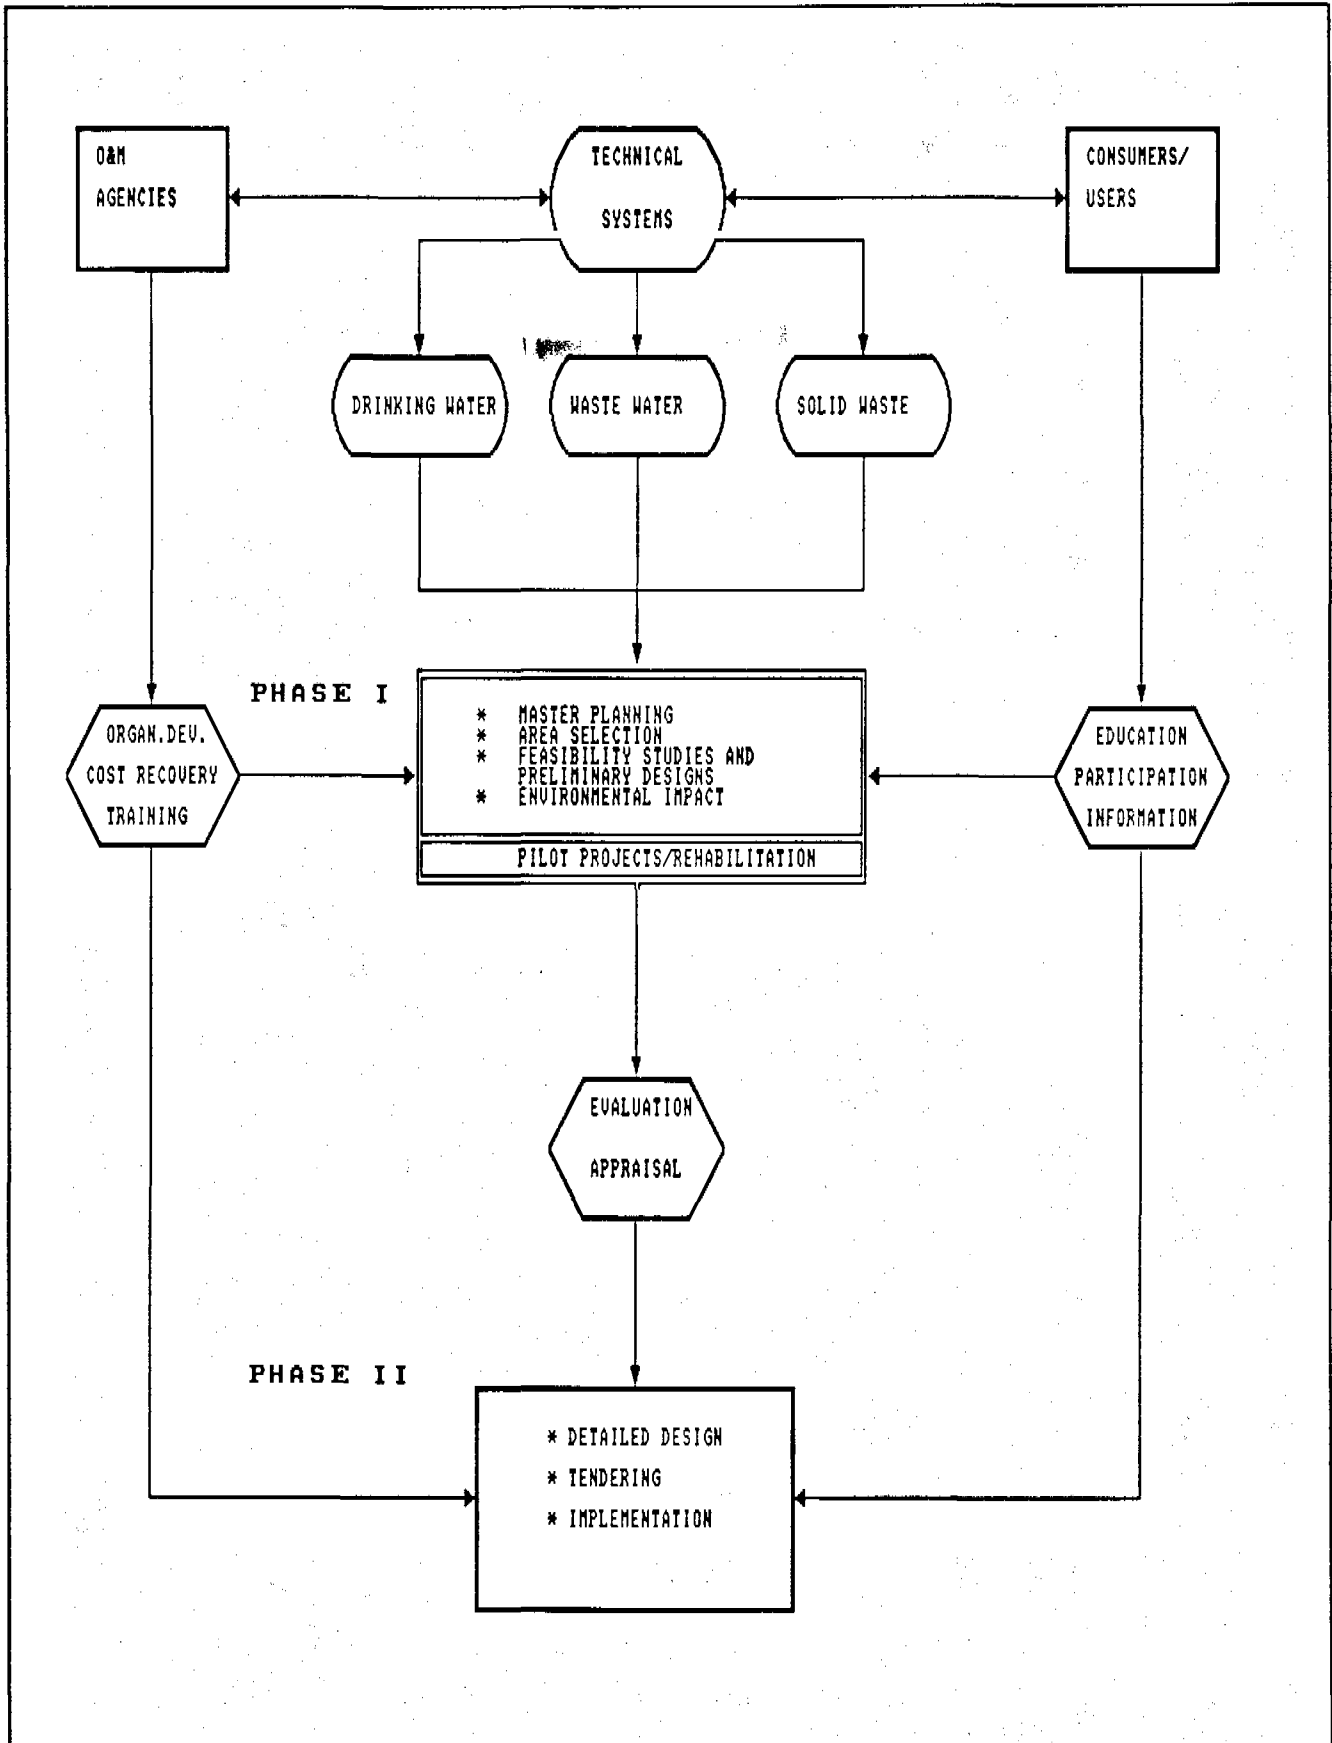 O&M
AGENCIES
TECHNICAL
SYSTEMS
CONSUMERS/
USERS
DRINKING WATER
WASTE WATER
SOLID WASTE
PHASE I
* MASTER PLANNING
* AREA SELECTION
* FEASIBILITY STUDIES AND
PRELIMINARY DESIGNS
* ENVIRONMENTAL IMPACT
PILOT PROJECTS/REHABILITATION
ORGAN.DEV.
COST RECOVERY
TRAINING
EDUCATION
PARTICIPATION
INFORMATION
EVALUATION
APPRAISAL
PHASE II
* DETAILED DESIGN
* TENDERING
* IMPLEMENTATION